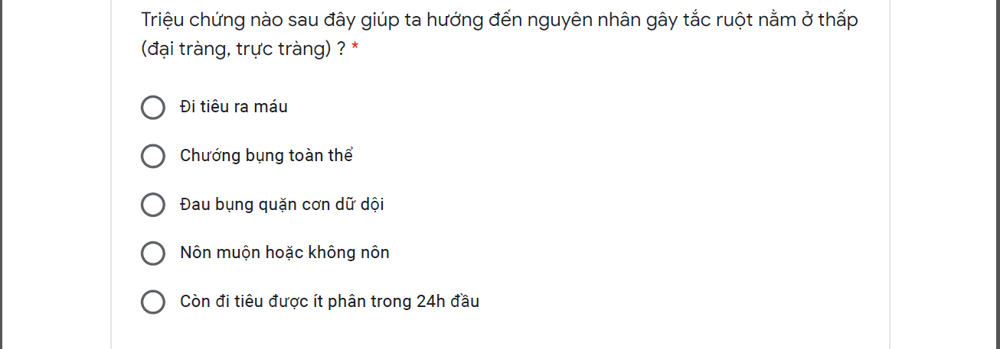 Triệu chứng nào sau đây giúp ta hướng đến nguyên nhân gây tắc ruột nằm ở thấp
(đại tràng, trực tràng) ? *
Đi tiêu ra máu
Chướng bụng toàn thể
Đau bụng quặn cơn dữ dội
Nôn muộn hoặc không nôn
Còn đi tiêu được ít phân trong 24h đầu